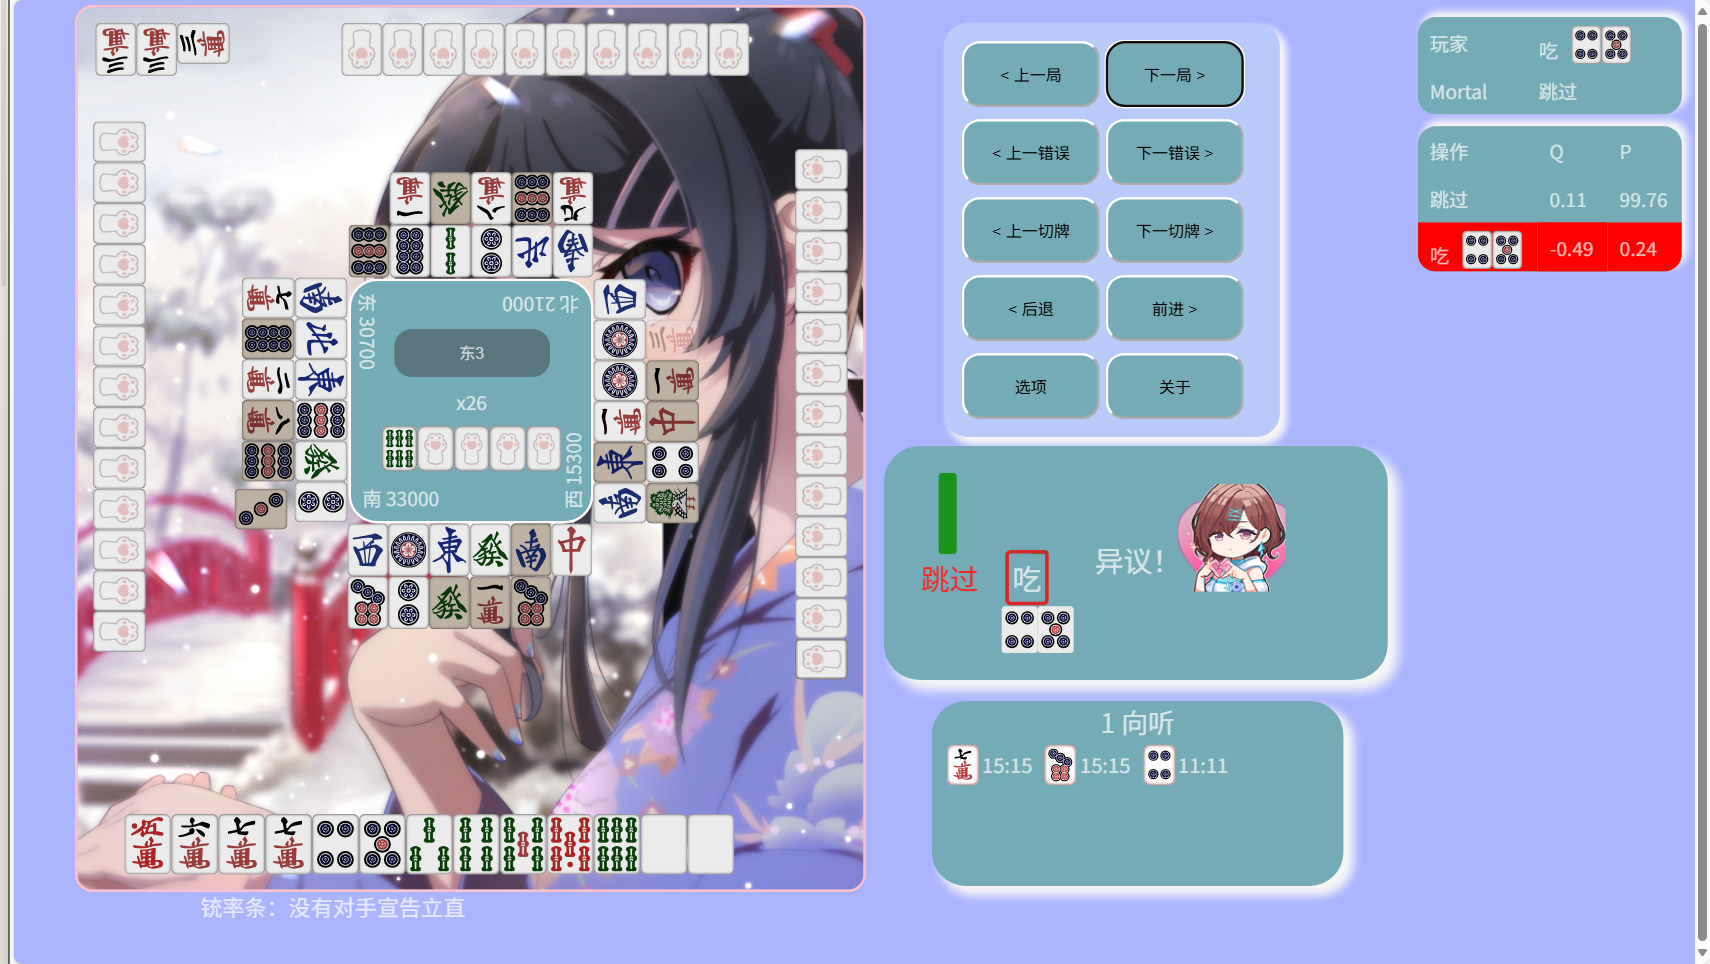 < 上一局
下一局 >
< 上一错误
下一错误 >
< 上一切牌
下一切牌 >
< 后退
前进 >
选项
关于
玩家
吃
Mortal
跳过
操作
Q
P
跳过
0.11
99.76
吃
-0.49
0.24
东 30700
北 21000
东3
x26
南 33000
西 15300
跳过
吃
异议！
1 向听
15:15
15:15
11:11
铳率条：没有对手宣告立直